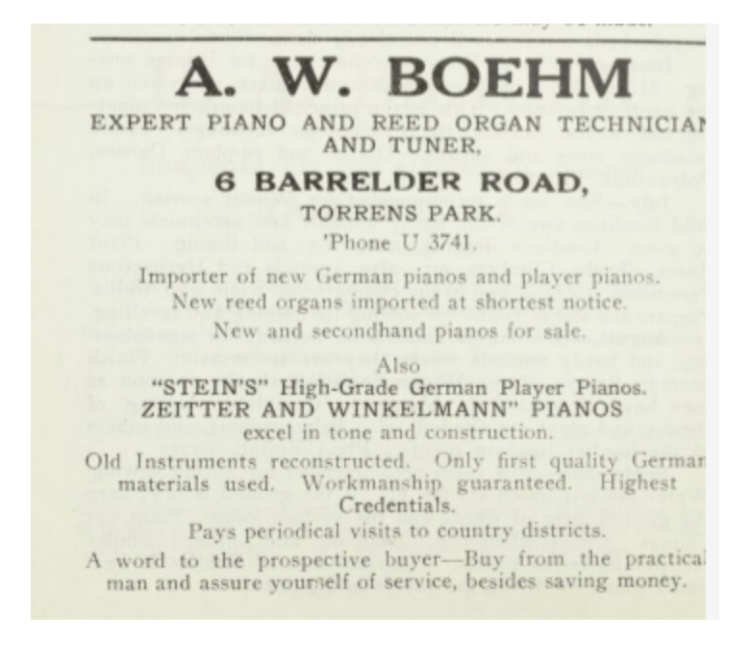 A. W. BOEHM
EXPERT PIANO AND REED ORGAN TECHNICIAN
AND TUNER,
6 BARRELDER ROAD,
TORRENS PARK.
'Phone U 3741.
Importer of new German pianos and player pianos.
New reed organs imported at shortest notice.
New and secondhand pianos for sale.
Also
"STEIN'S" High-Grade German Player Pianos.
ZEITTER AND WINKELMANN" PIANOS
excel in tone and construction.
Old Instruments reconstructed. Only first quality German
materials used. Workmanship guaranteed. Highest
Credentials.
Pays periodical visits to country districts.
A word to the prospective buyer—Buy from the practical
man and assure yourself of service, besides saving money.